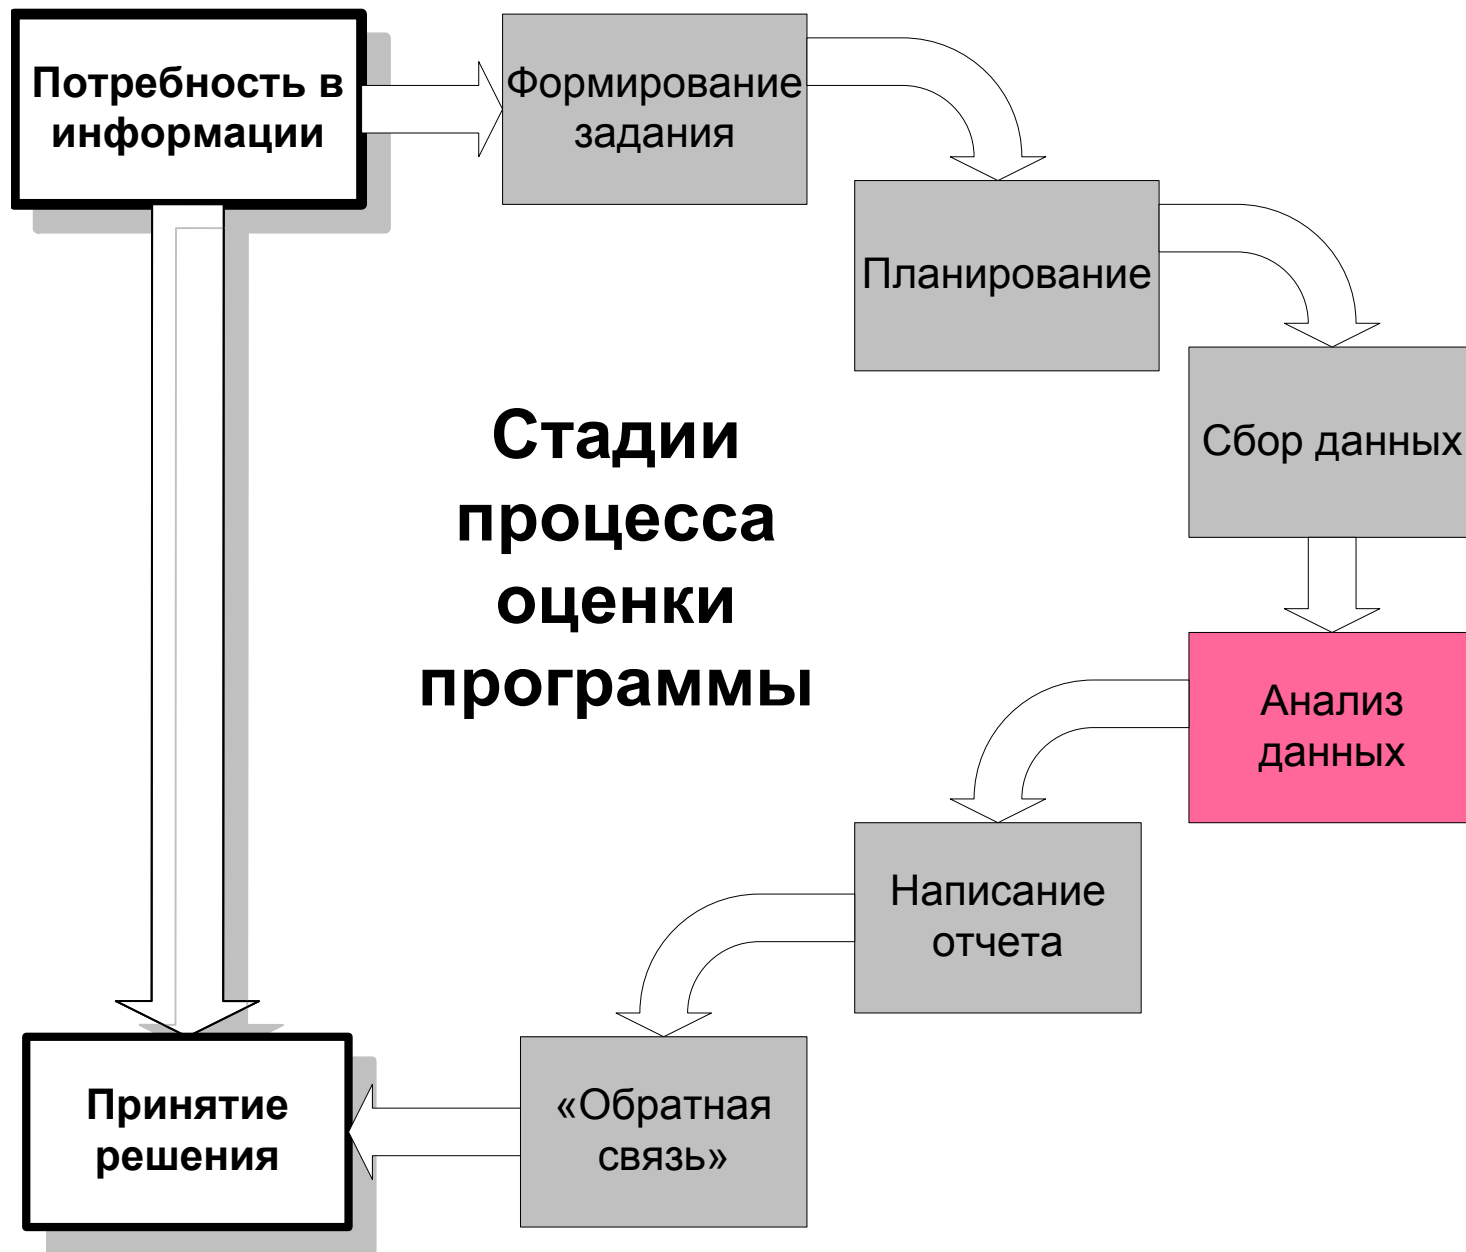 Потребность в
информации
Формирование
задания
Планирование
Сбор данных
Стадии
процесса
оценки
программы
Анализ
данных
Написание
отчета
«Обратная
связь»
Принятие
решения